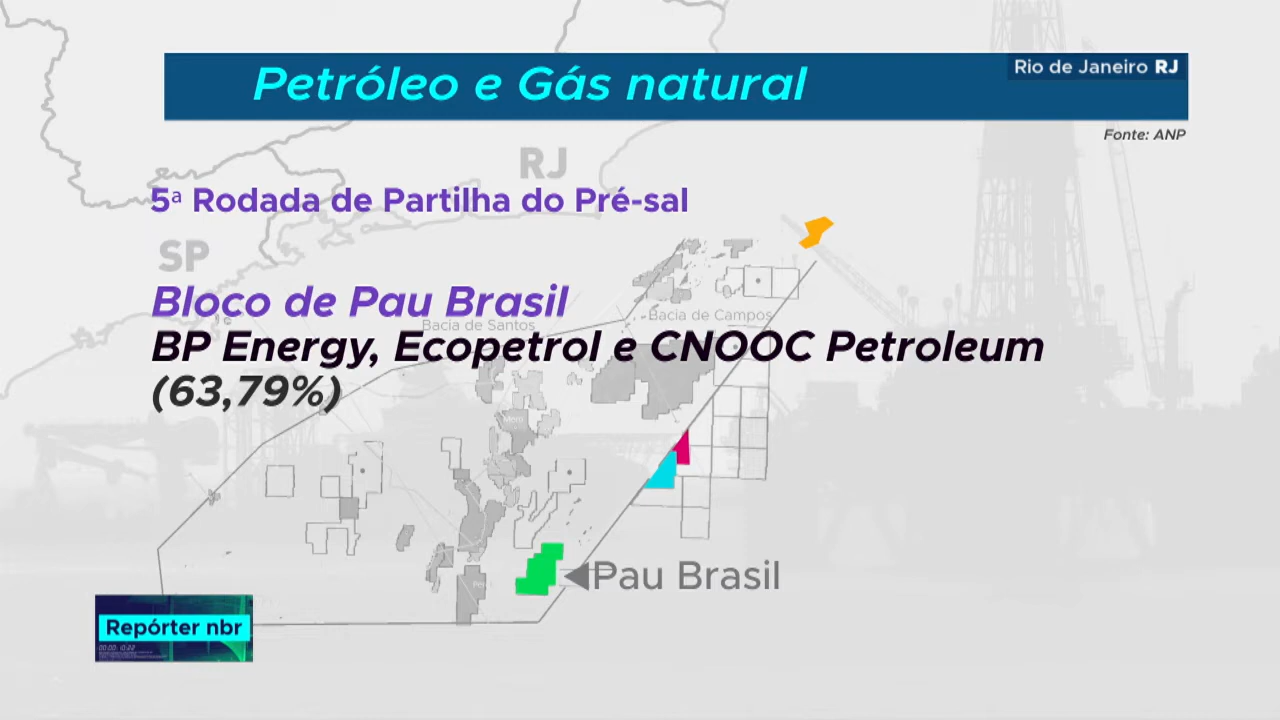 Petróleo e Gás natural
Rio de Janeiro RJ
Fonte: ANP
RJ
5ª Rodada de Partilha do Pré-sal
SP
Bloco de Pau Brasil
Bacia de Santos
Bacia de Campos
BP Energy, Ecopetrol e CNOOC Petroleum
(63,79%)
Pau Brasil
Repórter nbr